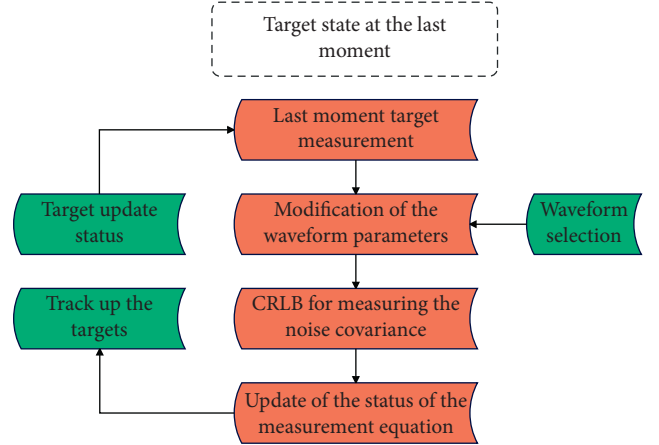 Target state at the last
moment
Last moment target
measurement
Target update
status
Modification of the
waveform parameters
Waveform
selection
Track up the
targets
CRLB for measuring the
noise covariance
Update of the status of the
measurement equation